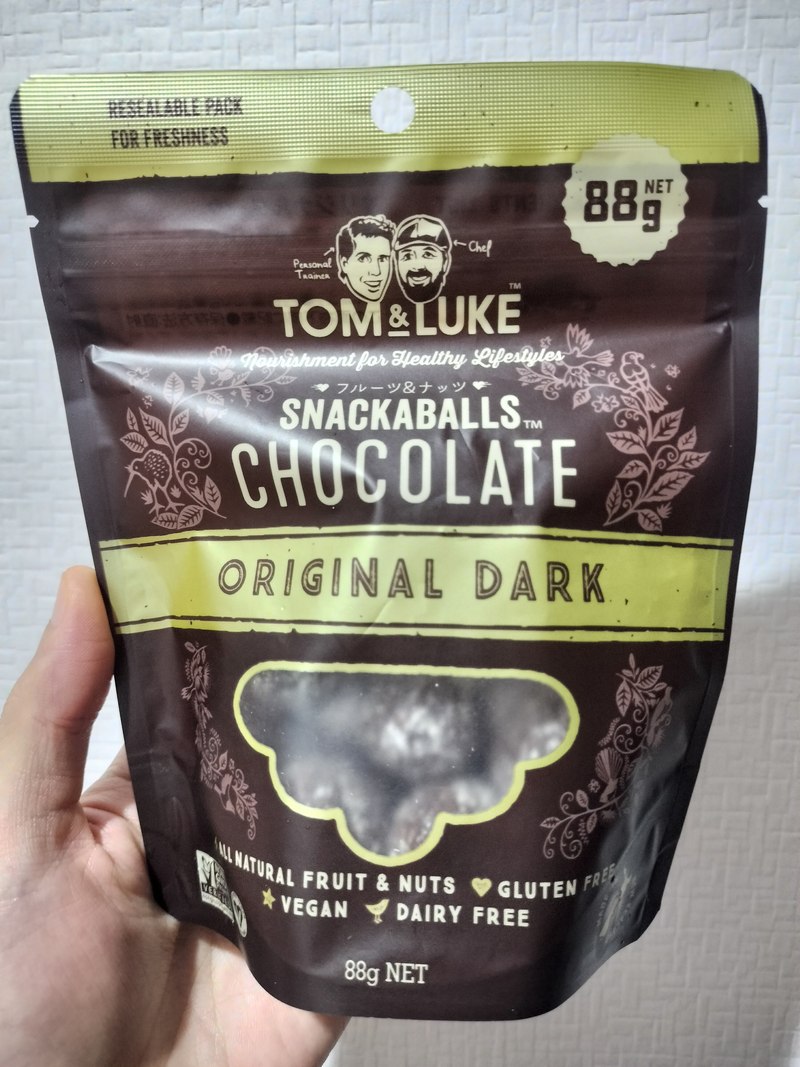 RESEALABLE PACK
FOR FRESHNESS
88g NET
Personal
Trainer
Chef
TOM & LUKE™
Nourishment for Healthy Lifestyles
フルーツ&ナッツ
SNACKABALLS™
CHOCOLATE
ORIGINAL DARK
ALL NATURAL FRUIT & NUTS GLUTEN FREE
VEGAN DAIRY FREE
88g NET